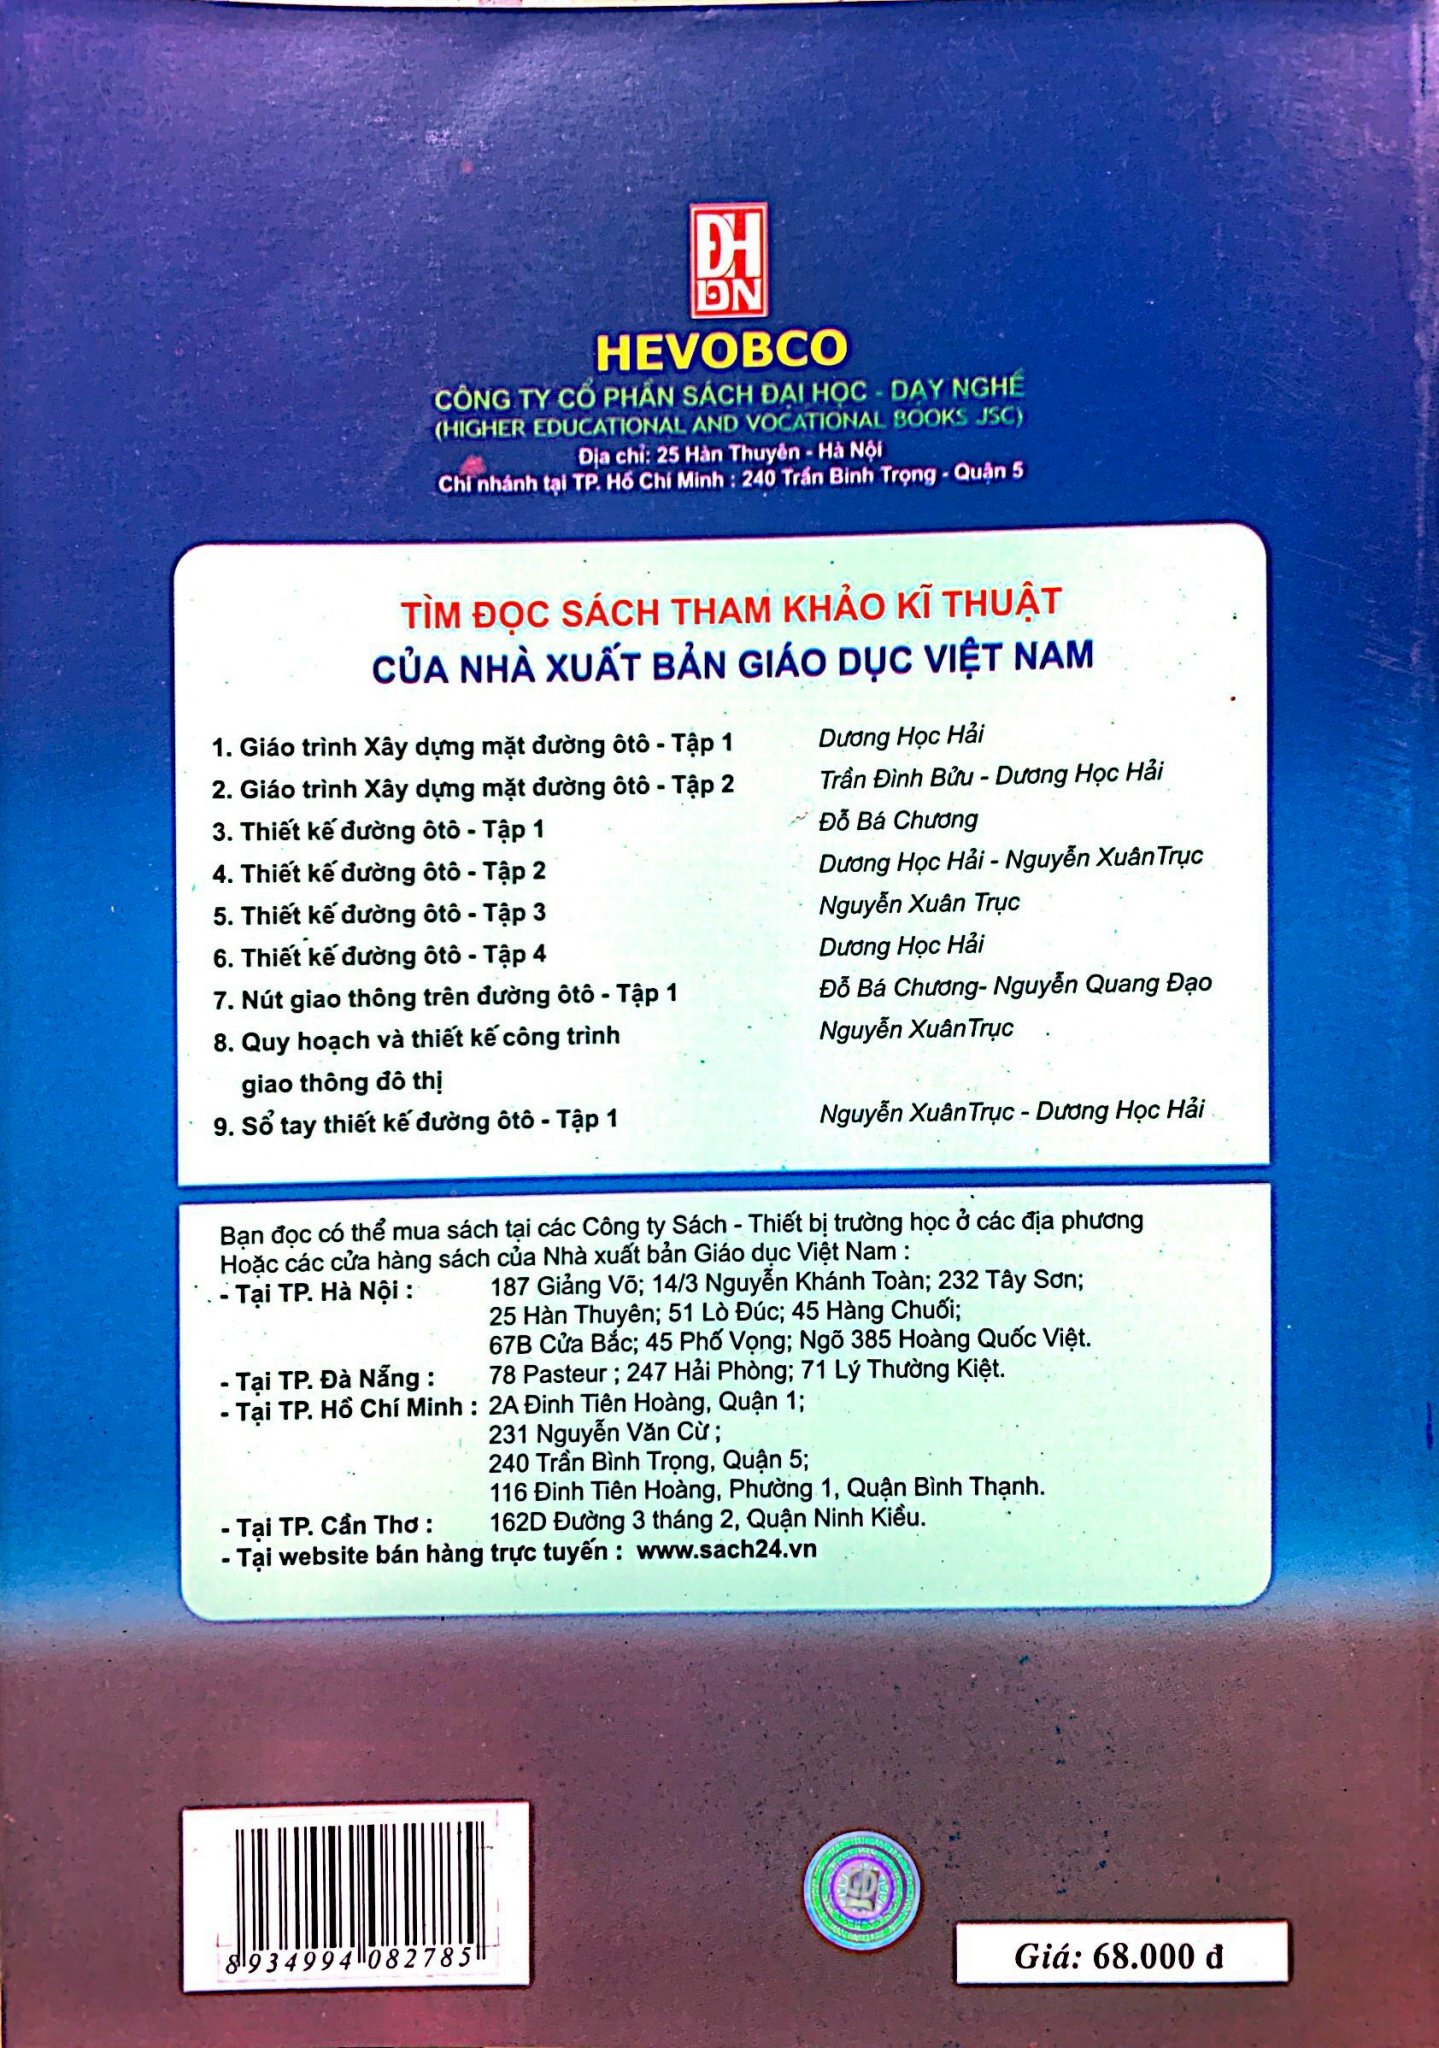 ĐH
DN
HEVOBCO
CÔNG TY CỔ PHẦN SÁCH ĐẠI HỌC - DẠY NGHỀ
(HIGHER EDUCATIONAL AND VOCATIONAL BOOKS JSC)
Địa chỉ: 25 Hàn Thuyên - Hà Nội
Chi nhánh tại TP. Hồ Chí Minh : 240 Trần Bình Trọng - Quận 5
TÌM ĐỌC SÁCH THAM KHẢO KĨ THUẬT
CỦA NHÀ XUẤT BẢN GIÁO DỤC VIỆT NAM
1. Giáo trình Xây dựng mặt đường ôtô - Tập 1 Dương Học Hải
2. Giáo trình Xây dựng mặt đường ôtô - Tập 2 Trần Đình Bửu - Dương Học Hải
3. Thiết kế đường ôtô - Tập 1 Đỗ Bá Chương
4. Thiết kế đường ôtô - Tập 2 Dương Học Hải - Nguyễn XuânTrục
5. Thiết kế đường ôtô - Tập 3 Nguyễn Xuân Trục
6. Thiết kế đường ôtô - Tập 4 Dương Học Hải
7. Nút giao thông trên đường ôtô - Tập 1 Đỗ Bá Chương- Nguyễn Quang Đạo
8. Quy hoạch và thiết kế công trình Nguyễn XuânTrục
giao thông đô thị
9. Sổ tay thiết kế đường ôtô - Tập 1 Nguyễn XuânTrục - Dương Học Hải
Bạn đọc có thể mua sách tại các Công ty Sách - Thiết bị trường học ở các địa phương
Hoặc các cửa hàng sách của Nhà xuất bản Giáo dục Việt Nam :
- Tại TP. Hà Nội : 187 Giảng Võ; 14/3 Nguyễn Khánh Toàn; 232 Tây Sơn;
25 Hàn Thuyên; 51 Lò Đúc; 45 Hàng Chuối;
67B Cửa Bắc; 45 Phố Vọng; Ngõ 385 Hoàng Quốc Việt.
- Tại TP. Đà Nẵng : 78 Pasteur ; 247 Hải Phòng; 71 Lý Thường Kiệt.
- Tại TP. Hồ Chí Minh : 2A Đinh Tiên Hoàng, Quận 1;
231 Nguyễn Văn Cừ ;
240 Trần Bình Trọng, Quận 5;
116 Đinh Tiên Hoàng, Phường 1, Quận Bình Thạnh.
- Tại TP. Cần Thơ : 162D Đường 3 tháng 2, Quận Ninh Kiều.
- Tại website bán hàng trực tuyến : www.sach24.vn
8 934994 082785
Giá: 68.000 đ